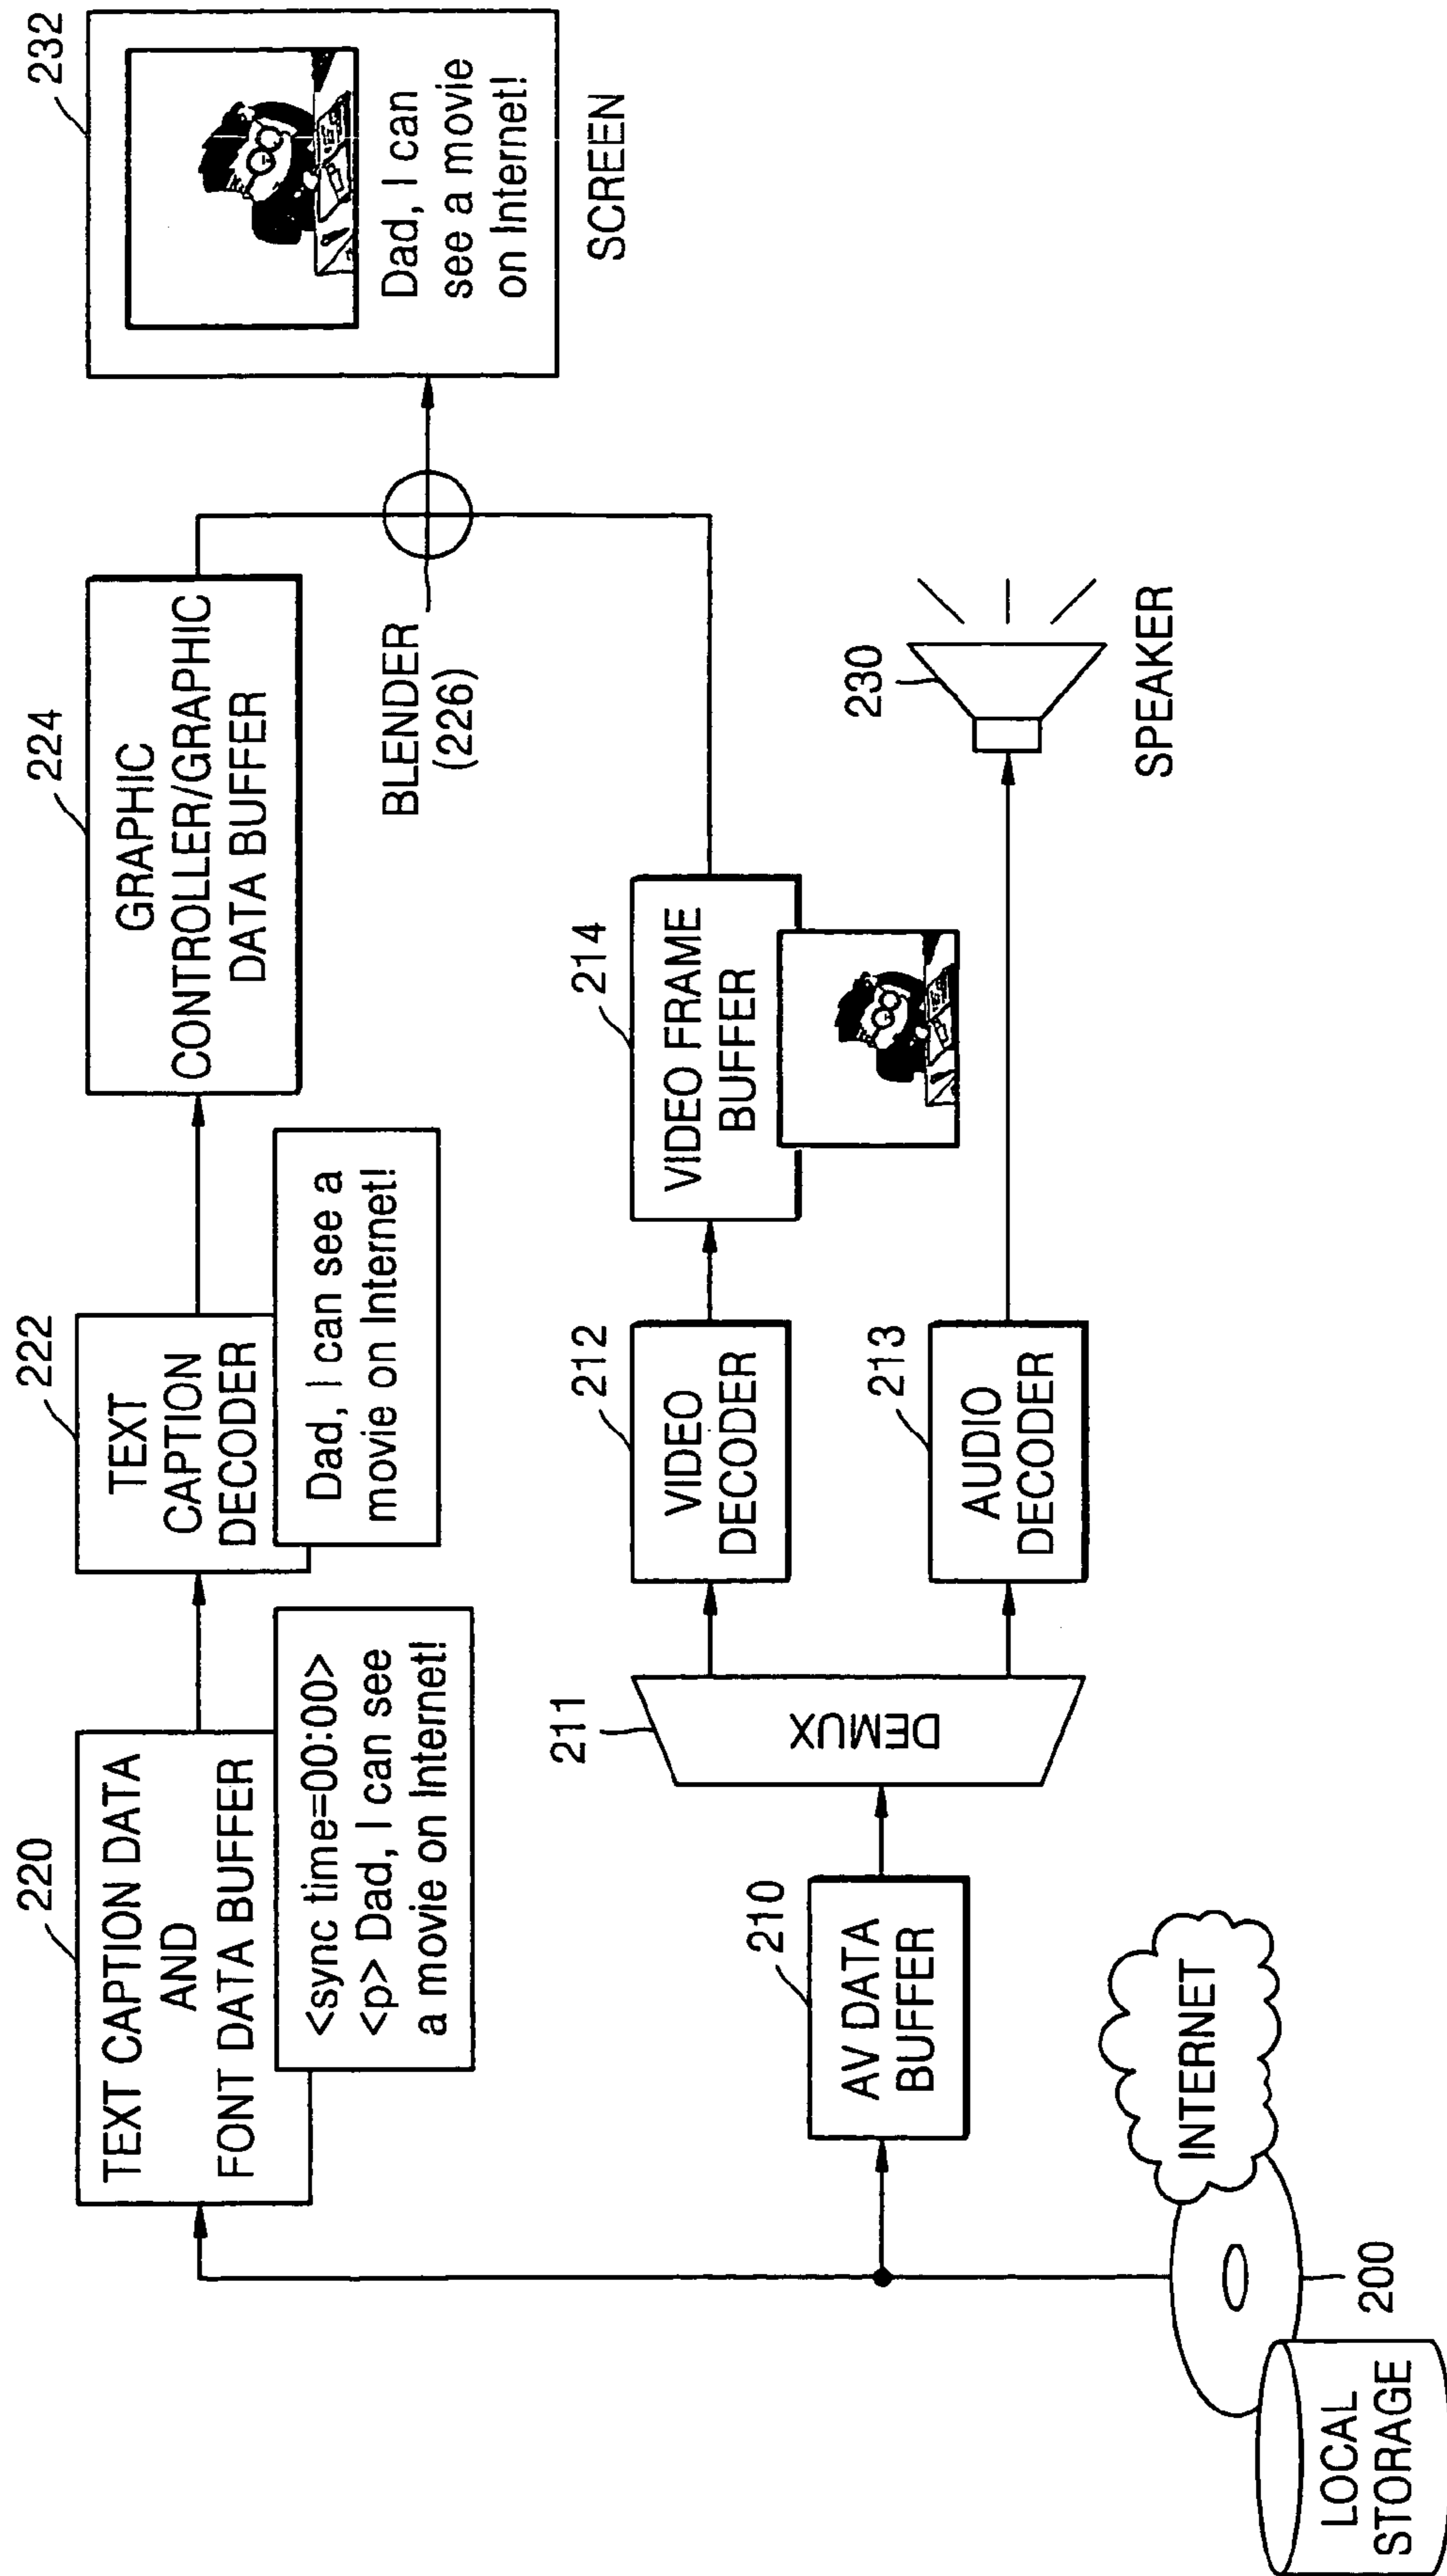 220
TEXT CAPTION DATA
AND
FONT DATA BUFFER
<sync time=00:00>
<p> Dad, I can see
a movie on Internet!
222
TEXT
CAPTION
DECODER
Dad, I can see a
movie on Internet!
224
GRAPHIC
CONTROLLER/GRAPHIC
DATA BUFFER
BLENDER
(226)
232
Dad, I can
see a movie
on Internet!
SCREEN
210
AV DATA
BUFFER
211
DEMUX
212
VIDEO
DECODER
213
AUDIO
DECODER
214
VIDEO FRAME
BUFFER
230
SPEAKER
INTERNET
200
LOCAL
STORAGE